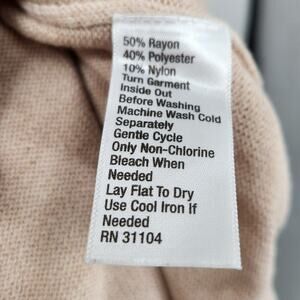 50% Rayon
40% Polyester
10% Nylon
Turn Garment
Inside Out
Before Washing
Machine Wash Cold
Separately
Gentle Cycle
Only Non-Chlorine
Bleach When
Needed
Lay Flat To Dry
Use Cool Iron If
Needed
RN 31104